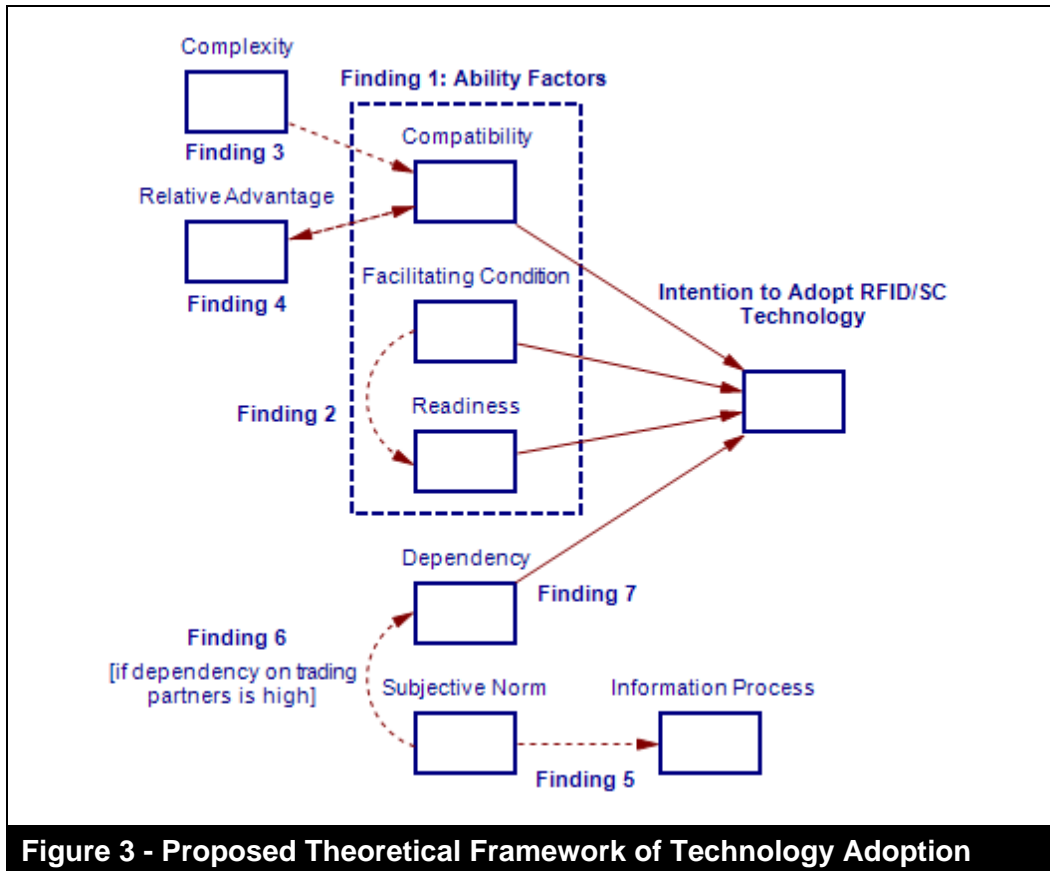 Complexity
Finding 1: Ability Factors
Compatibility
Finding 3
Relative Advantage
Finding 4
Facilitating Condition
Intention to Adopt RFID/SC
Technology
Finding 2
Readiness
Dependency
Finding 7
Finding 6
[if dependency on trading
partners is high]
Subjective Norm
Information Process
Finding 5
Figure 3 - Proposed Theoretical Framework of Technology Adoption